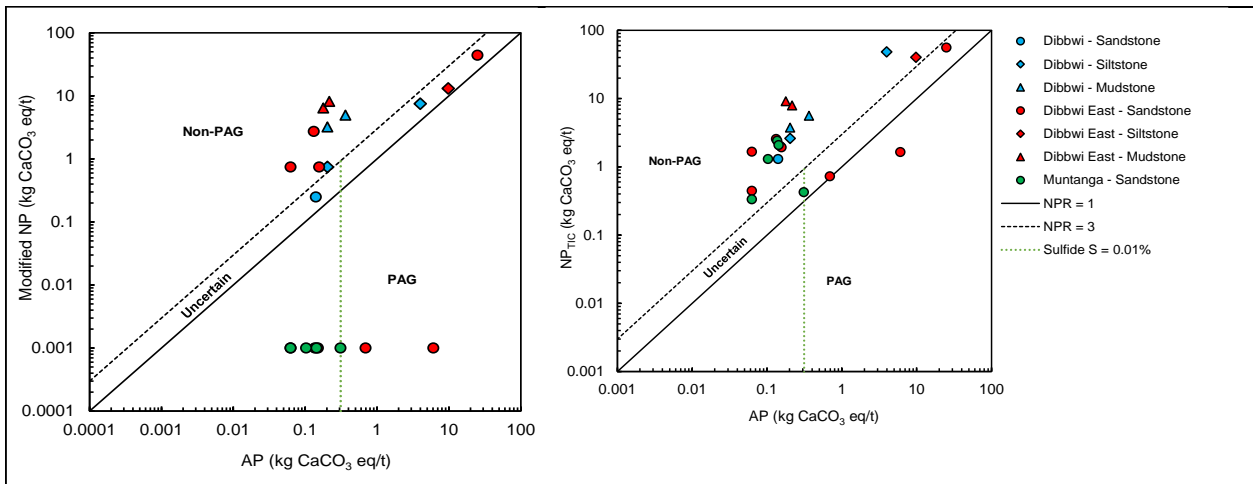 100
10
1
0.1
0.01
0.001
0.0001
Modified NP (kg CaCO3 eq/t)
Non-PAG
Uncertain
PAG
0.0001 0.001 0.01 0.1 1 10 100
AP (kg CaCO3 eq/t)
100
10
1
0.1
0.01
0.001
NPTIC (kg CaCO3 eq/t)
Non-PAG
Uncertain
PAG
0.001 0.01 0.1 1 10 100
AP (kg CaCO3 eq/t)
Dibbwi - Sandstone
Dibbwi - Siltstone
Dibbwi - Mudstone
Dibbwi East - Sandstone
Dibbwi East - Siltstone
Dibbwi East - Mudstone
Muntanga - Sandstone
NPR = 1
NPR = 3
Sulfide S = 0.01%